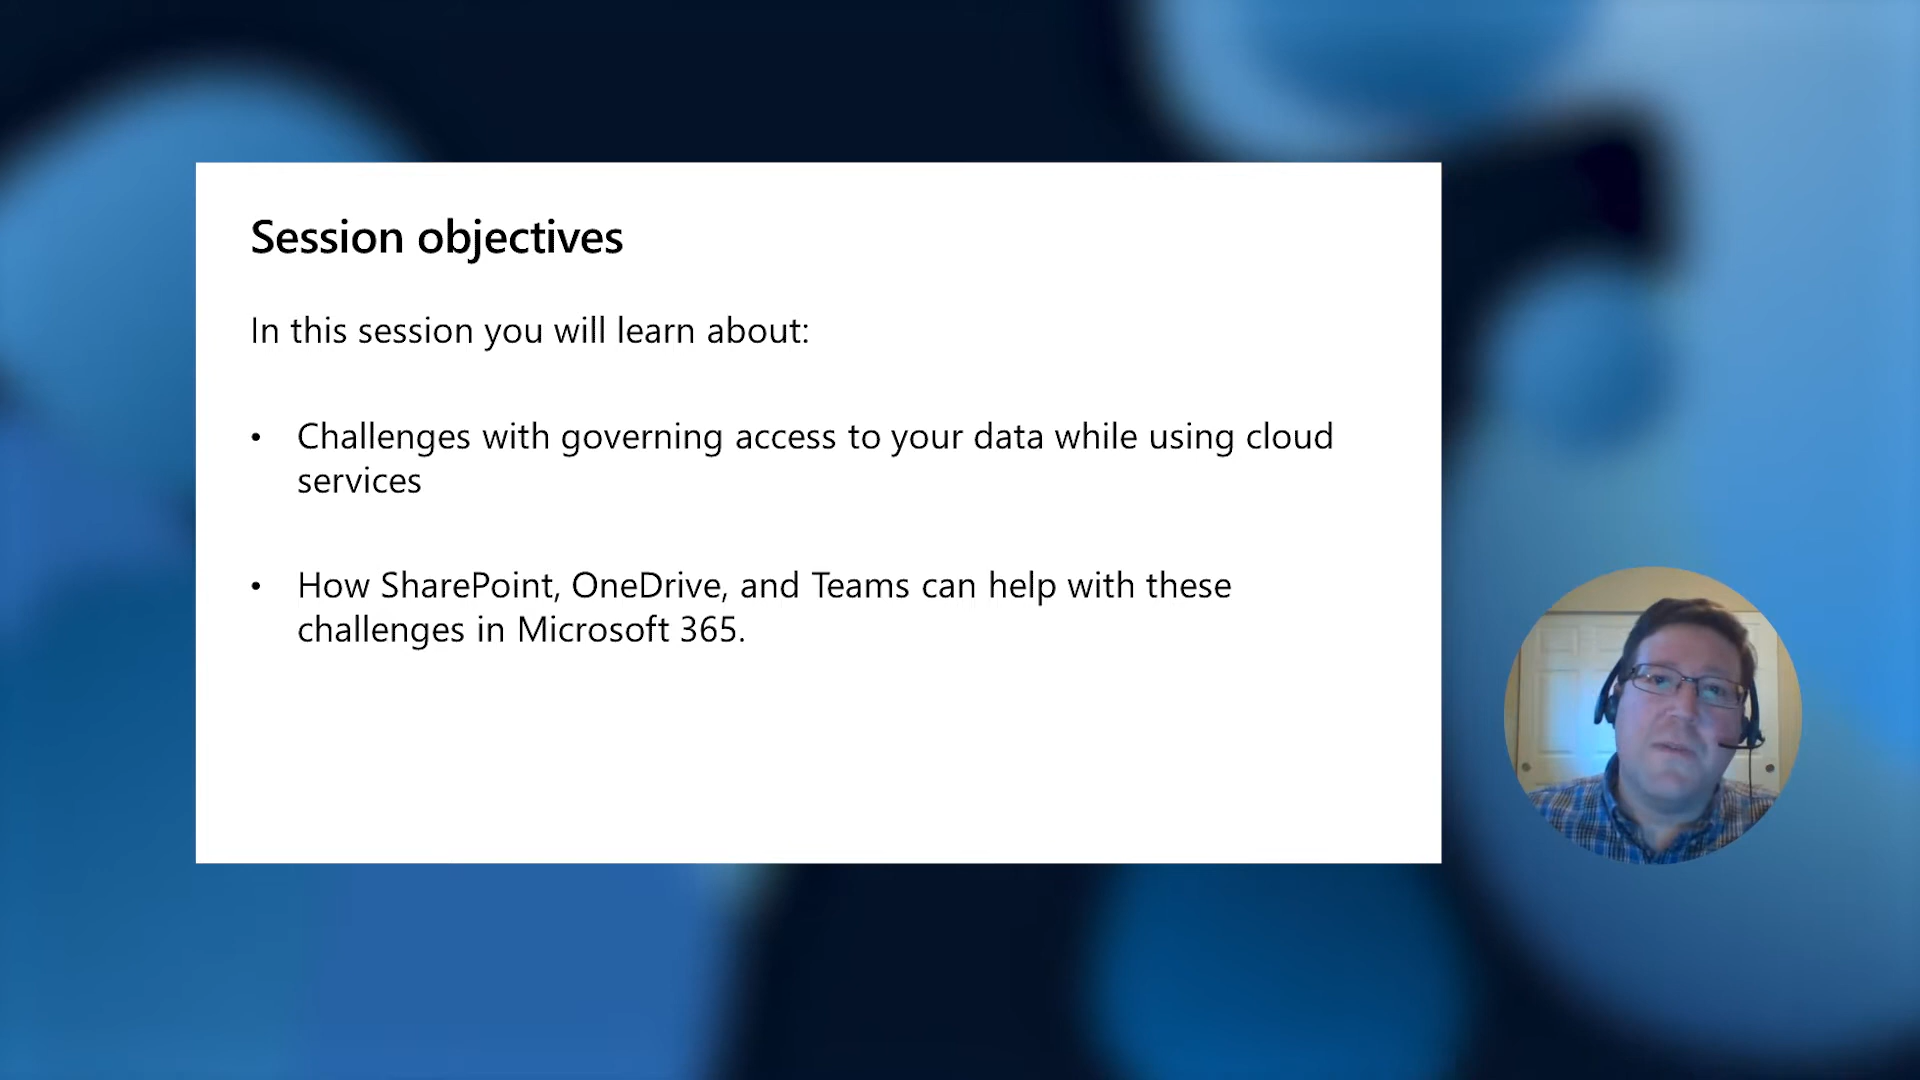 Session objectives
In this session you will learn about:
• Challenges with governing access to your data while using cloud
services
• How SharePoint, OneDrive, and Teams can help with these
challenges in Microsoft 365.